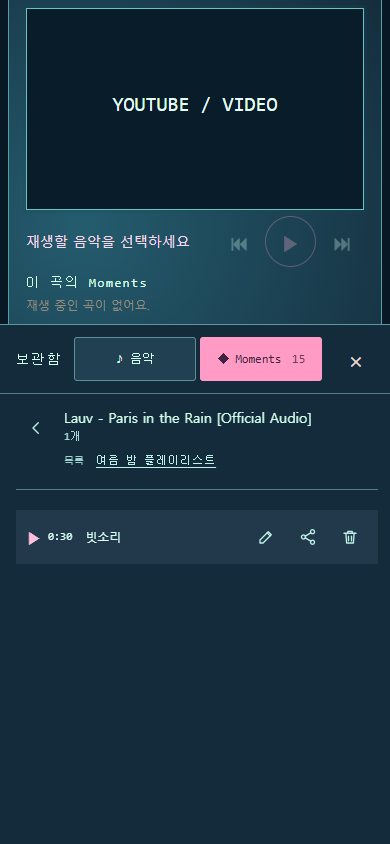 YOUTUBE / VIDEO
재생할 음악을 선택하세요
이 곡의 Moments
재생 중인 곡이 없어요.
보관함
♪ 음악
◆ Moments 15
×
Lauv - Paris in the Rain [Official Audio]
1개
목록 여름 밤 플레이리스트
0:30 빗소리